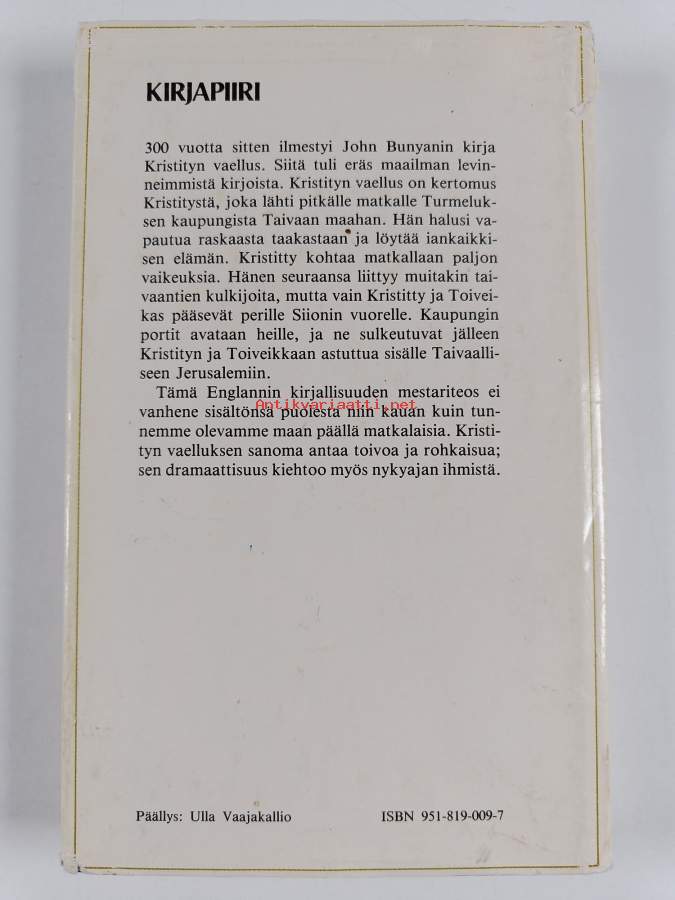 KIRJAPIIRI
300 vuotta sitten ilmestyi John Bunyanin kirja
Kristityn vaellus. Siitä tuli eräs maailman levin-
neimmistä kirjoista. Kristityn vaellus on kertomus
Kristitystä, joka lähti pitkälle matkalle Turmeluk-
sen kaupungista Taivaan maahan. Hän halusi va-
pautua raskaasta taakastaan ja löytää iankaikki-
sen elämän. Kristitty kohtaa matkallaan paljon
vaikeuksia. Hänen seuraansa liittyy muitakin tai-
vaantien kulkijoita, mutta vain Kristitty ja Toivei-
kas pääsevät perille Siionin vuorelle. Kaupungin
portit avataan heille, ja ne sulkeutuvat jälleen
Kristityn ja Toiveikkaan astuttua sisälle Taivaalli-
seen Jerusalemiin.
Tämä Englannin kirjallisuuden mestariteos ei
vanhene sisältönsä puolesta niin kauan kuin tun-
Antikvariaatti.net
nemme olevamme maan päällä matkalaisia. Kristi-
tyn vaelluksen sanoma antaa toivoa ja rohkaisua;
sen dramaattisuus kiehtoo myös nykyajan ihmistä.
Päällys: Ulla Vaajakallio
ISBN 951-819-009-7